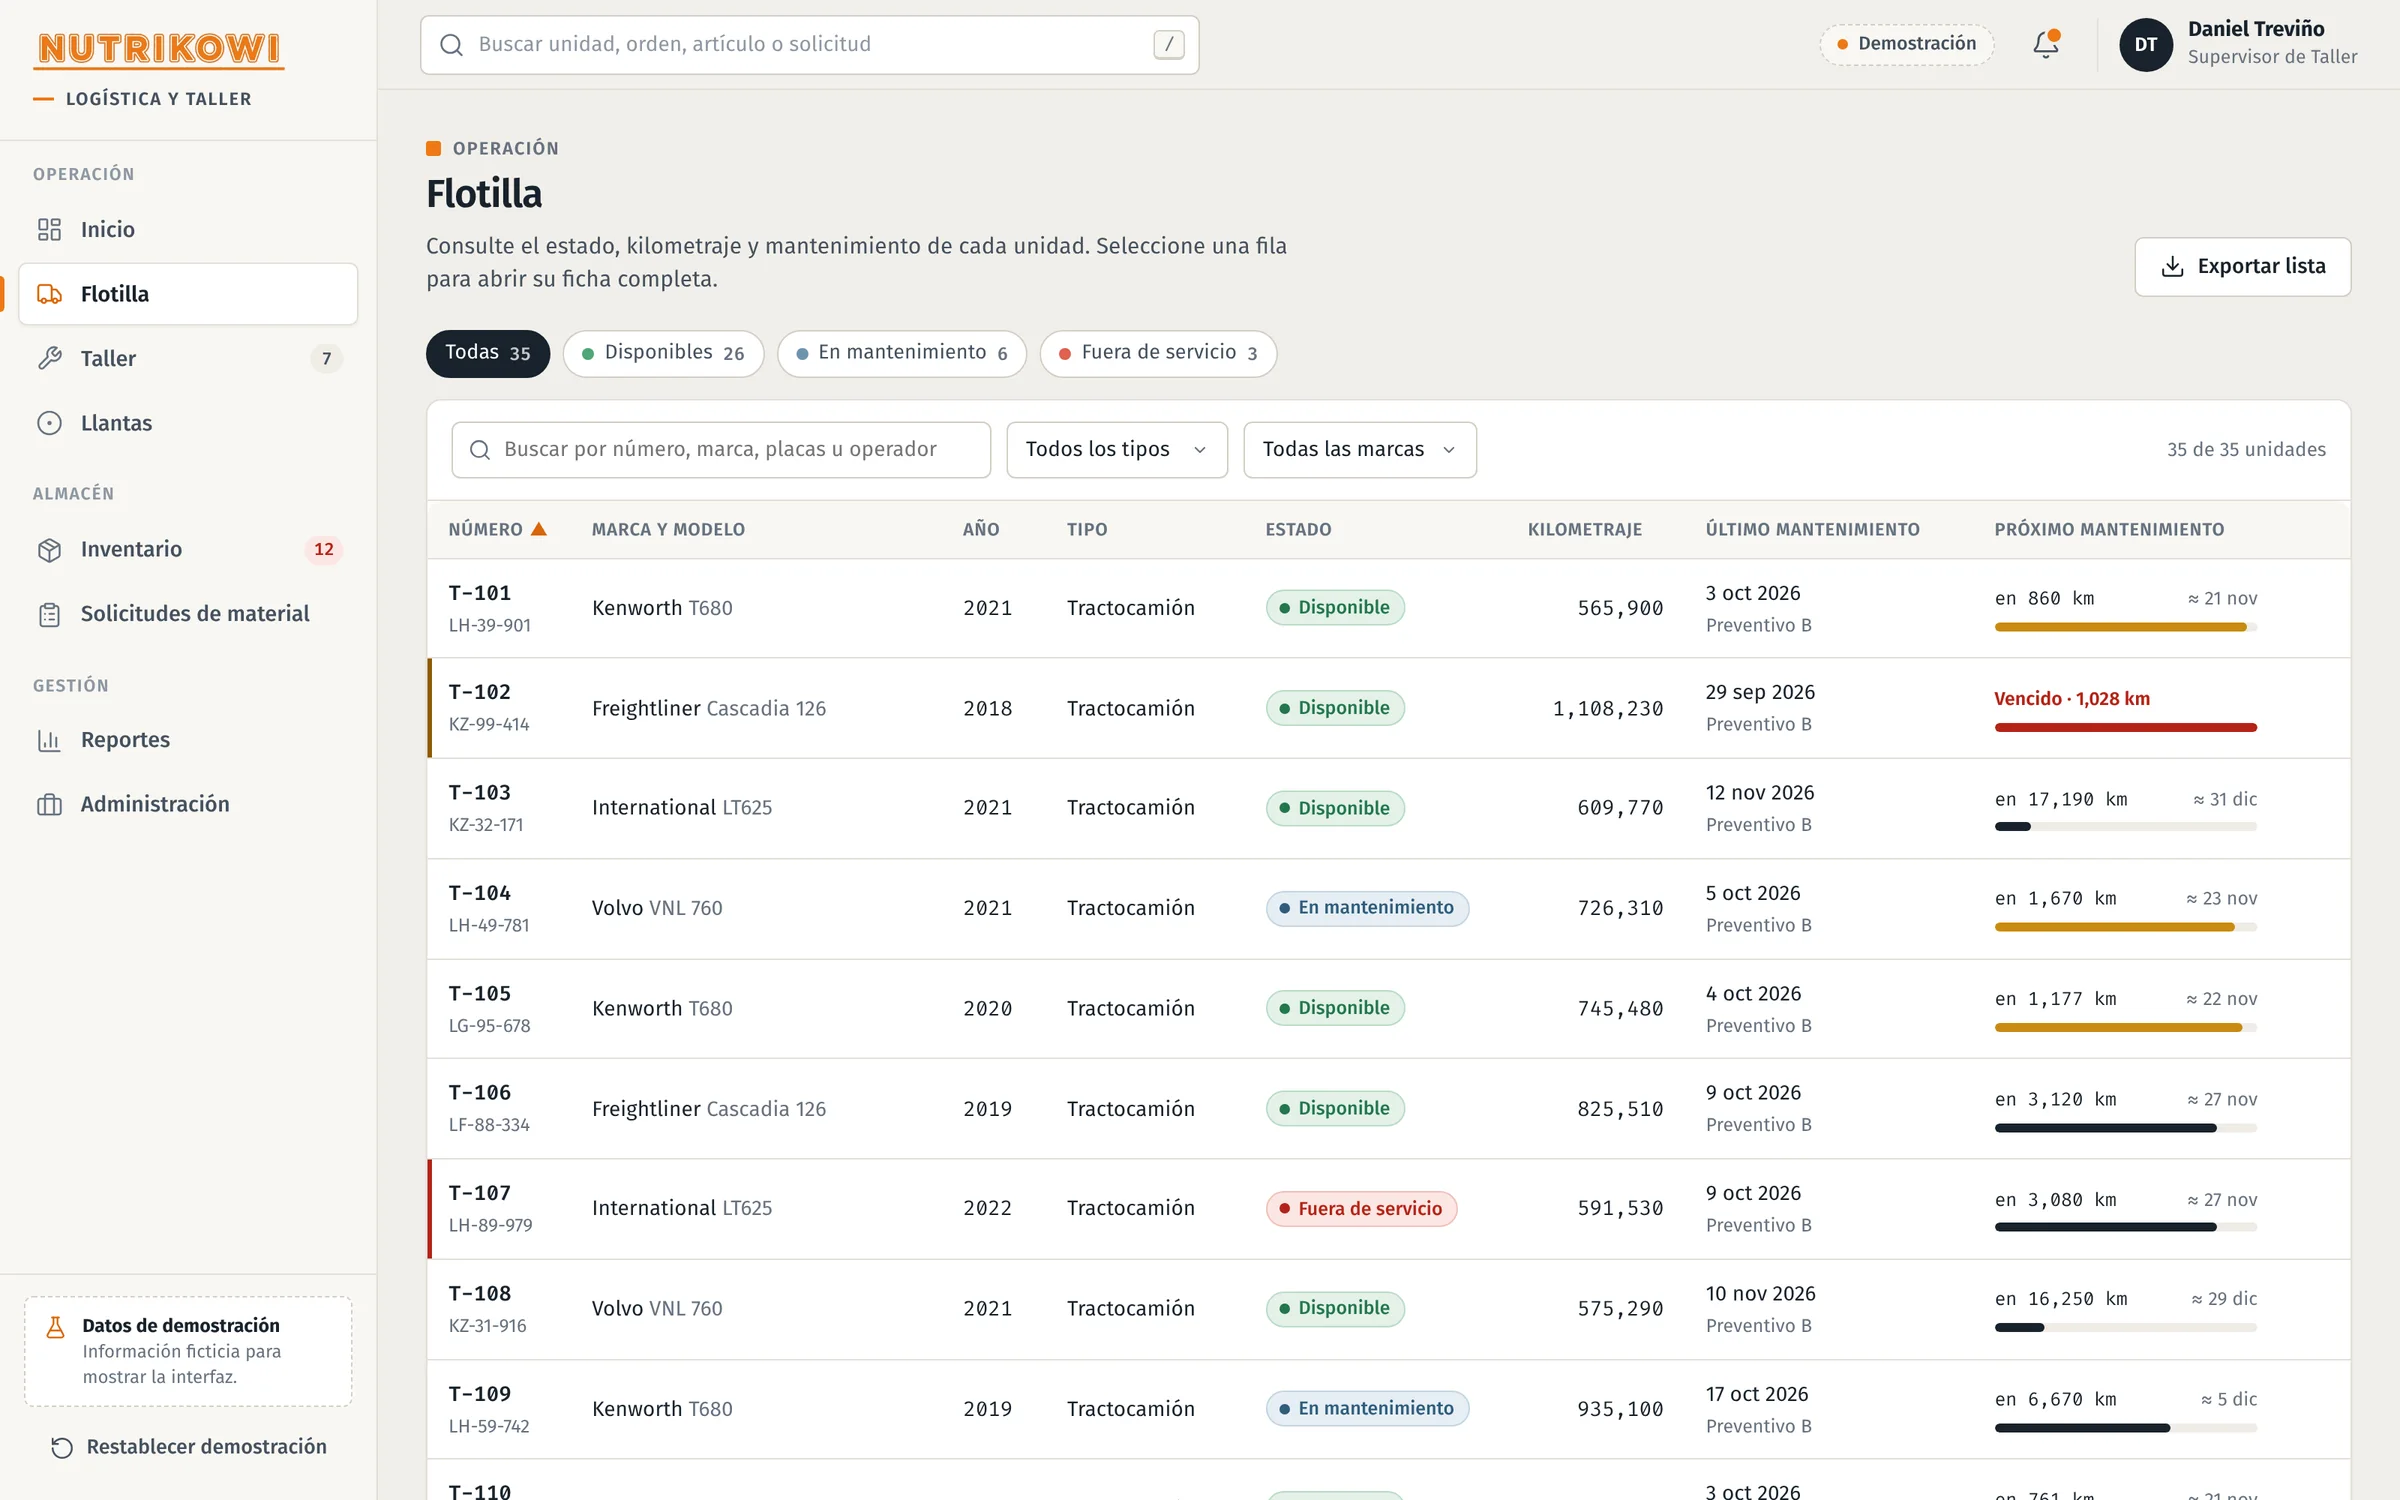 NUTRIKOWI
LOGÍSTICA Y TALLER
OPERACIÓN
Inicio
Flotilla
Taller 7
Llantas
ALMACÉN
Inventario 12
Solicitudes de material
GESTIÓN
Reportes
Administración
Datos de demostración
Información ficticia para
mostrar la interfaz.
Restablecer demostración
Buscar unidad, orden, artículo o solicitud /
Demostración
DT
Daniel Treviño
Supervisor de Taller
OPERACIÓN
Flotilla
Consulte el estado, kilometraje y mantenimiento de cada unidad. Seleccione una fila
para abrir su ficha completa.
Exportar lista
Todas 35 Disponibles 26 En mantenimiento 6 Fuera de servicio 3
Buscar por número, marca, placas u operador Todos los tipos Todas las marcas 35 de 35 unidades
NÚMERO MARCA Y MODELO AÑO TIPO ESTADO KILOMETRAJE ÚLTIMO MANTENIMIENTO PRÓXIMO MANTENIMIENTO
T-101 Kenworth T680 2021 Tractocamión Disponible 565,900 3 oct 2026 en 860 km ≈ 21 nov
LH-39-901 Preventivo B
T-102 Freightliner Cascadia 126 2018 Tractocamión Disponible 1,108,230 29 sep 2026 Vencido · 1,028 km
KZ-99-414 Preventivo B
T-103 International LT625 2021 Tractocamión Disponible 609,770 12 nov 2026 en 17,190 km ≈ 31 dic
KZ-32-171 Preventivo B
T-104 Volvo VNL 760 2021 Tractocamión En mantenimiento 726,310 5 oct 2026 en 1,670 km ≈ 23 nov
LH-49-781 Preventivo B
T-105 Kenworth T680 2020 Tractocamión Disponible 745,480 4 oct 2026 en 1,177 km ≈ 22 nov
LG-95-678 Preventivo B
T-106 Freightliner Cascadia 126 2019 Tractocamión Disponible 825,510 9 oct 2026 en 3,120 km ≈ 27 nov
LF-88-334 Preventivo B
T-107 International LT625 2022 Tractocamión Fuera de servicio 591,530 9 oct 2026 en 3,080 km ≈ 27 nov
LH-89-979 Preventivo B
T-108 Volvo VNL 760 2021 Tractocamión Disponible 575,290 10 nov 2026 en 16,250 km ≈ 29 dic
KZ-31-916 Preventivo B
T-109 Kenworth T680 2019 Tractocamión En mantenimiento 935,100 17 oct 2026 en 6,670 km ≈ 5 dic
LH-59-742 Preventivo B
T-110 3 oct 2026 en 761 km ≈ 21 nov